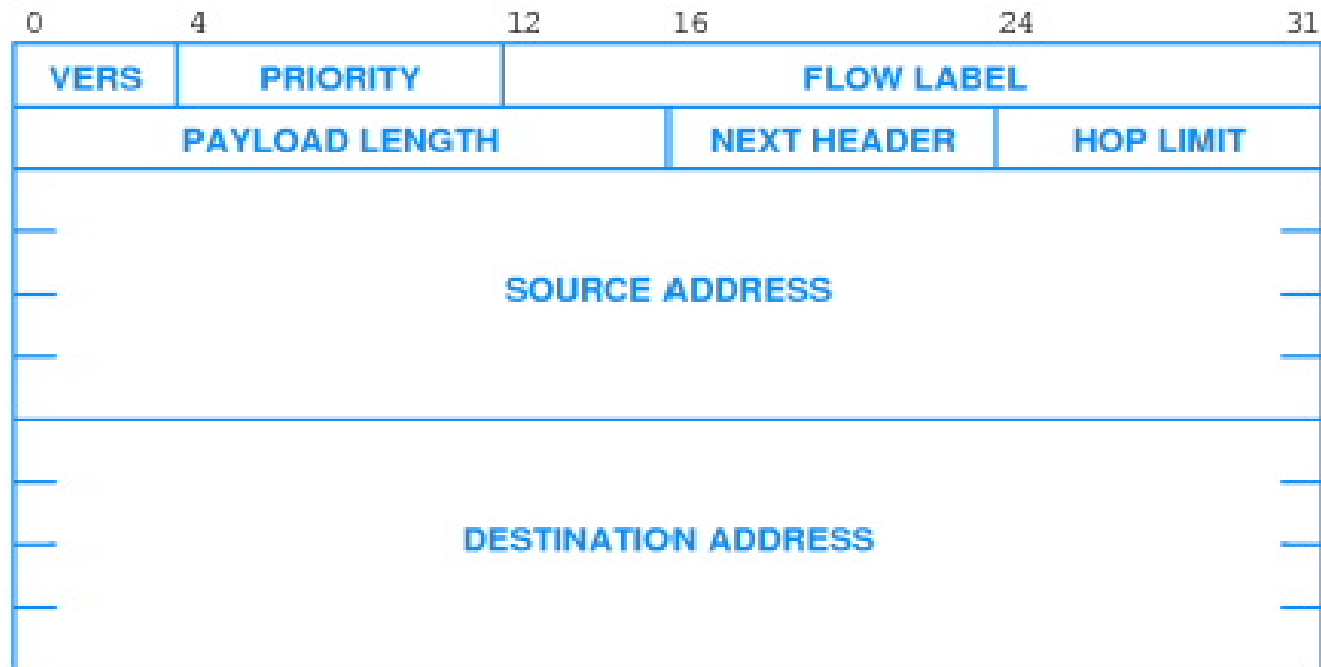 0 4 12 16 24 31
VERS PRIORITY FLOW LABEL
PAYLOAD LENGTH NEXT HEADER HOP LIMIT
SOURCE ADDRESS
DESTINATION ADDRESS